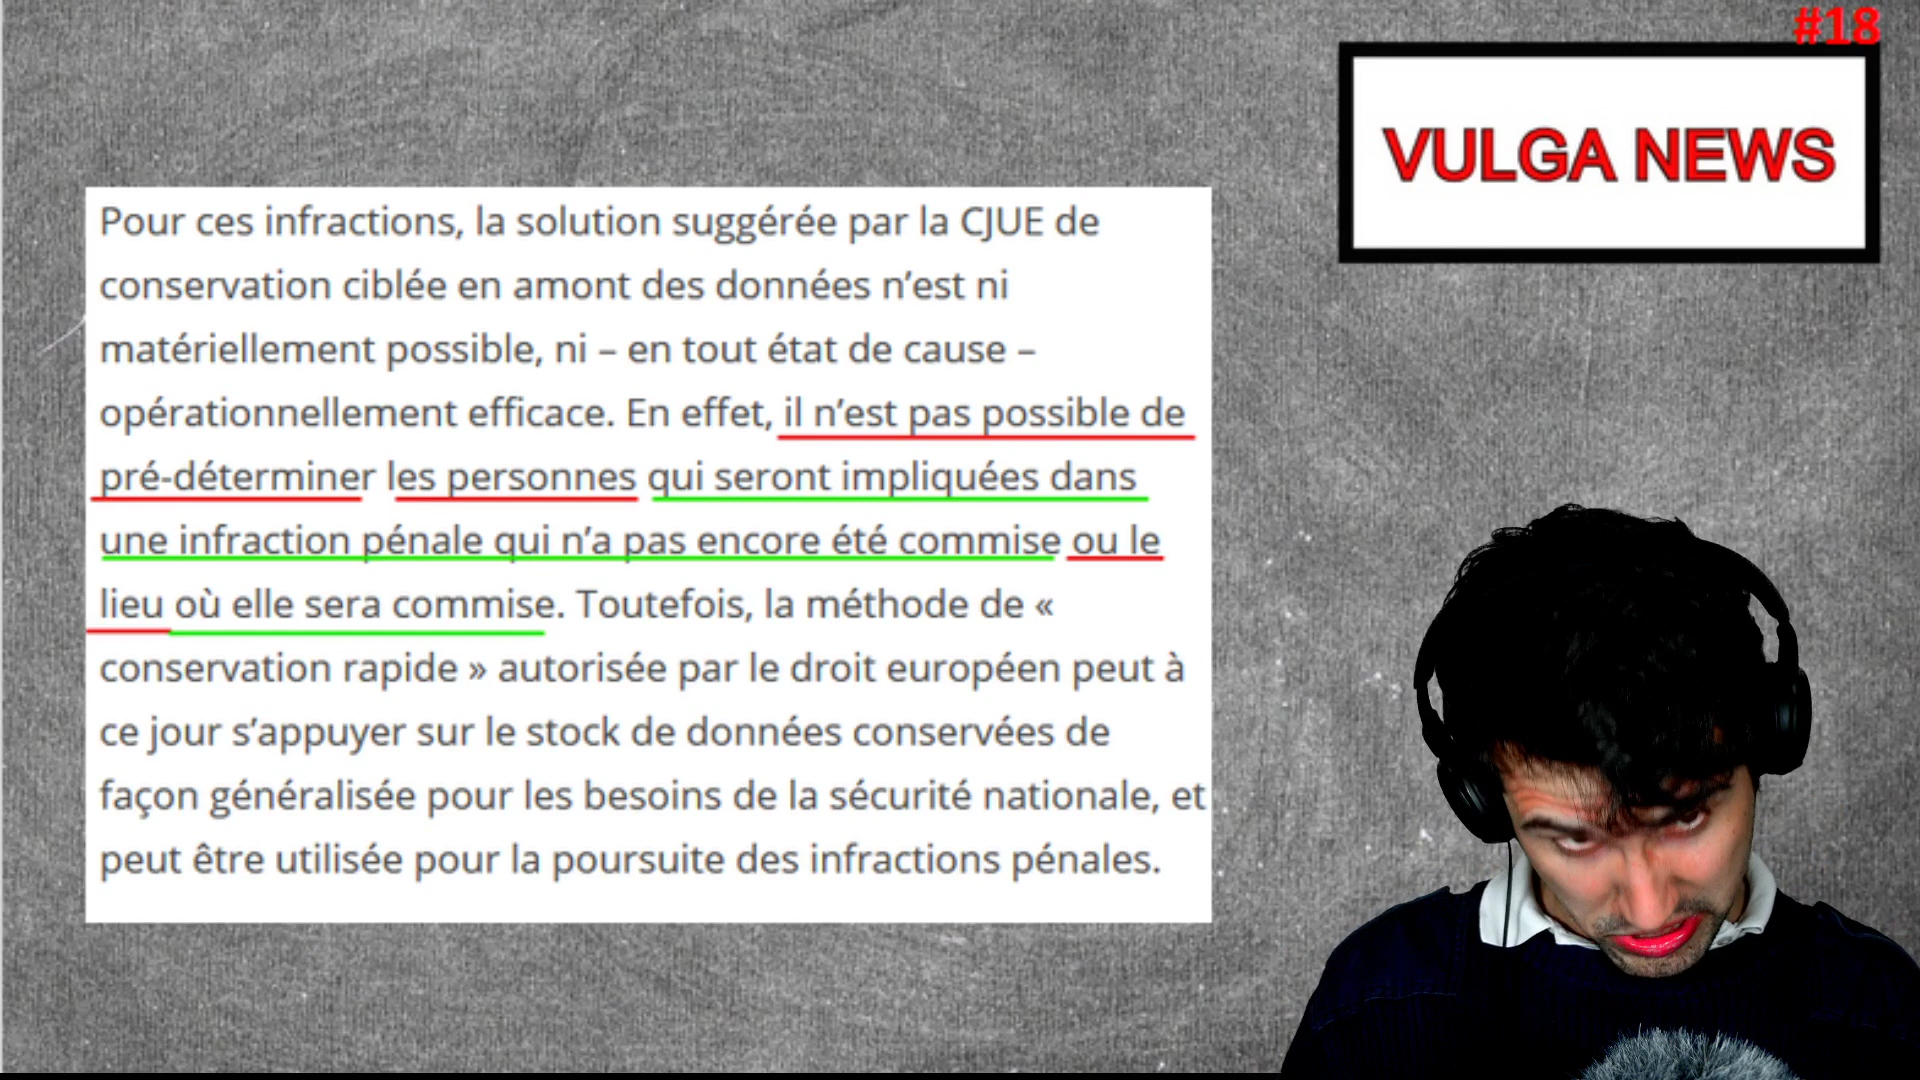 #18
VULGA NEWS
Pour ces infractions, la solution suggérée par la CJUE de
conservation ciblée en amont des données n’est ni
matériellement possible, ni – en tout état de cause –
opérationnellement efficace. En effet, il n’est pas possible de
pré-déterminer les personnes qui seront impliquées dans
une infraction pénale qui n’a pas encore été commise ou le
lieu où elle sera commise. Toutefois, la méthode de «
conservation rapide » autorisée par le droit européen peut à
ce jour s’appuyer sur le stock de données conservées de
façon généralisée pour les besoins de la sécurité nationale, et
peut être utilisée pour la poursuite des infractions pénales.